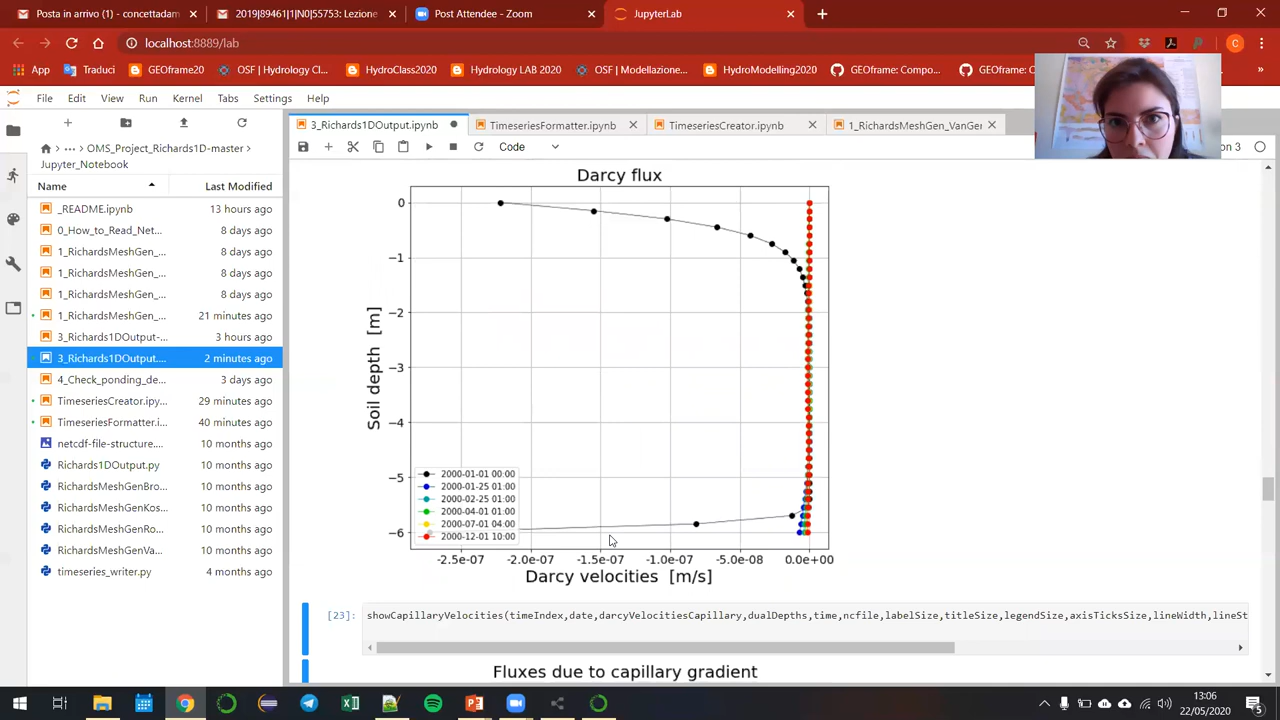 Posta in arrivo (1) - concettadam
2019|89461|1|N0|55753: Lezione
Post Attendee - Zoom
JupyterLab
localhost:8889/lab
App
Traduci
GEOframe20
OSF | Hydrology Cl...
HydroClass2020
Hydrology LAB 2020
OSF | Modellazione...
HydroModelling2020
GEOframe: Compo...
GEOframe:
File
Edit
View
Run
Kernel
Tabs
Settings
Help
3_Richards1DOutput.ipynb
TimeseriesFormatter.ipynb
TimeseriesCreator.ipynb
1_RichardsMeshGen_VanGer
Code
on 3
... OMS_Project_Richards1D-master
Jupyter_Notebook
Name
Last Modified
_README.ipynb 13 hours ago
0_How_to_Read_Net... 8 days ago
1_RichardsMeshGen_... 8 days ago
1_RichardsMeshGen_... 8 days ago
1_RichardsMeshGen_... 8 days ago
1_RichardsMeshGen_... 21 minutes ago
3_Richards1DOutput-... 3 hours ago
3_Richards1DOutput.... 2 minutes ago
4_Check_ponding_de... 3 days ago
TimeseriesCreator.ipy... 29 minutes ago
TimeseriesFormatter.i... 40 minutes ago
netcdf-file-structure.... 10 months ago
Richards1DOutput.py 10 months ago
RichardsMeshGenBro... 10 months ago
RichardsMeshGenKos... 10 months ago
RichardsMeshGenRo... 10 months ago
RichardsMeshGenVa... 10 months ago
timeseries_writer.py 4 months ago
Darcy flux
0
−1
−2
−3
−4
−5
−6
Soil depth [m]
2000-01-01 00:00
2000-01-25 01:00
2000-02-25 01:00
2000-04-01 01:00
2000-07-01 04:00
2000-12-01 10:00
-2.5e-07 -2.0e-07 -1.5e-07 -1.0e-07 -5.0e-08 0.0e+00
Darcy velocities [m/s]
[23]: showCapillaryVelocities(timeIndex,date,darcyVelocitiesCapillary,dualDepths,time,ncfile,labelSize,titleSize,legendSize,axisTicksSize,lineWidth,lineSt
Fluxes due to capillary gradient
13:06
22/05/2020
5